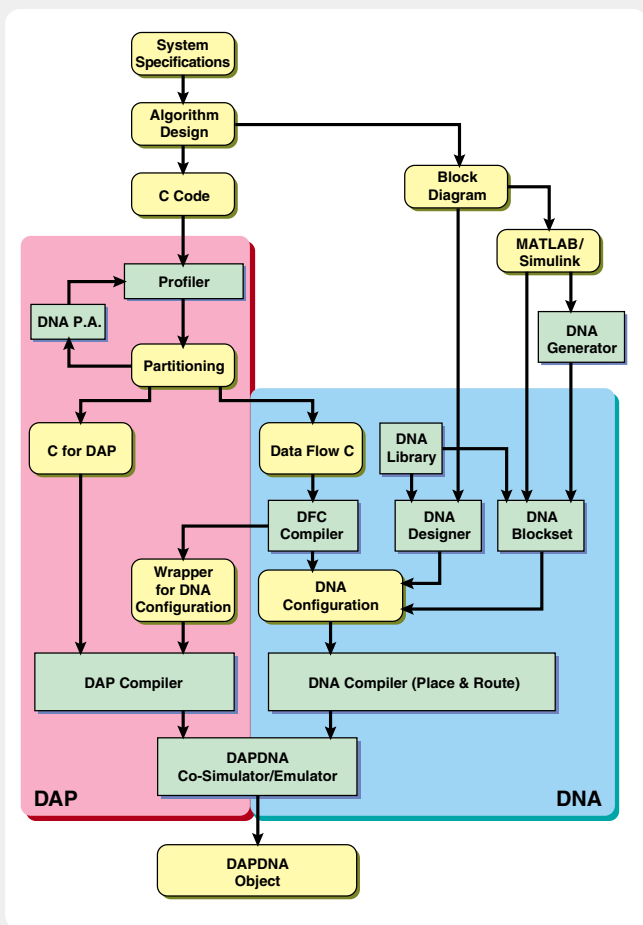 System
Specifications
Algorithm
Design
Block
Diagram
C Code
MATLAB/
Simulink
Profiler
DNA P.A.
DNA
Generator
Partitioning
C for DAP
Data Flow C
DNA
Library
DFC
Compiler
DNA
Designer
DNA
Blockset
Wrapper
for DNA
Configuration
DNA
Configuration
DAP Compiler
DNA Compiler (Place & Route)
DAPDNA
Co-Simulator/Emulator
DAP
DNA
DAPDNA
Object